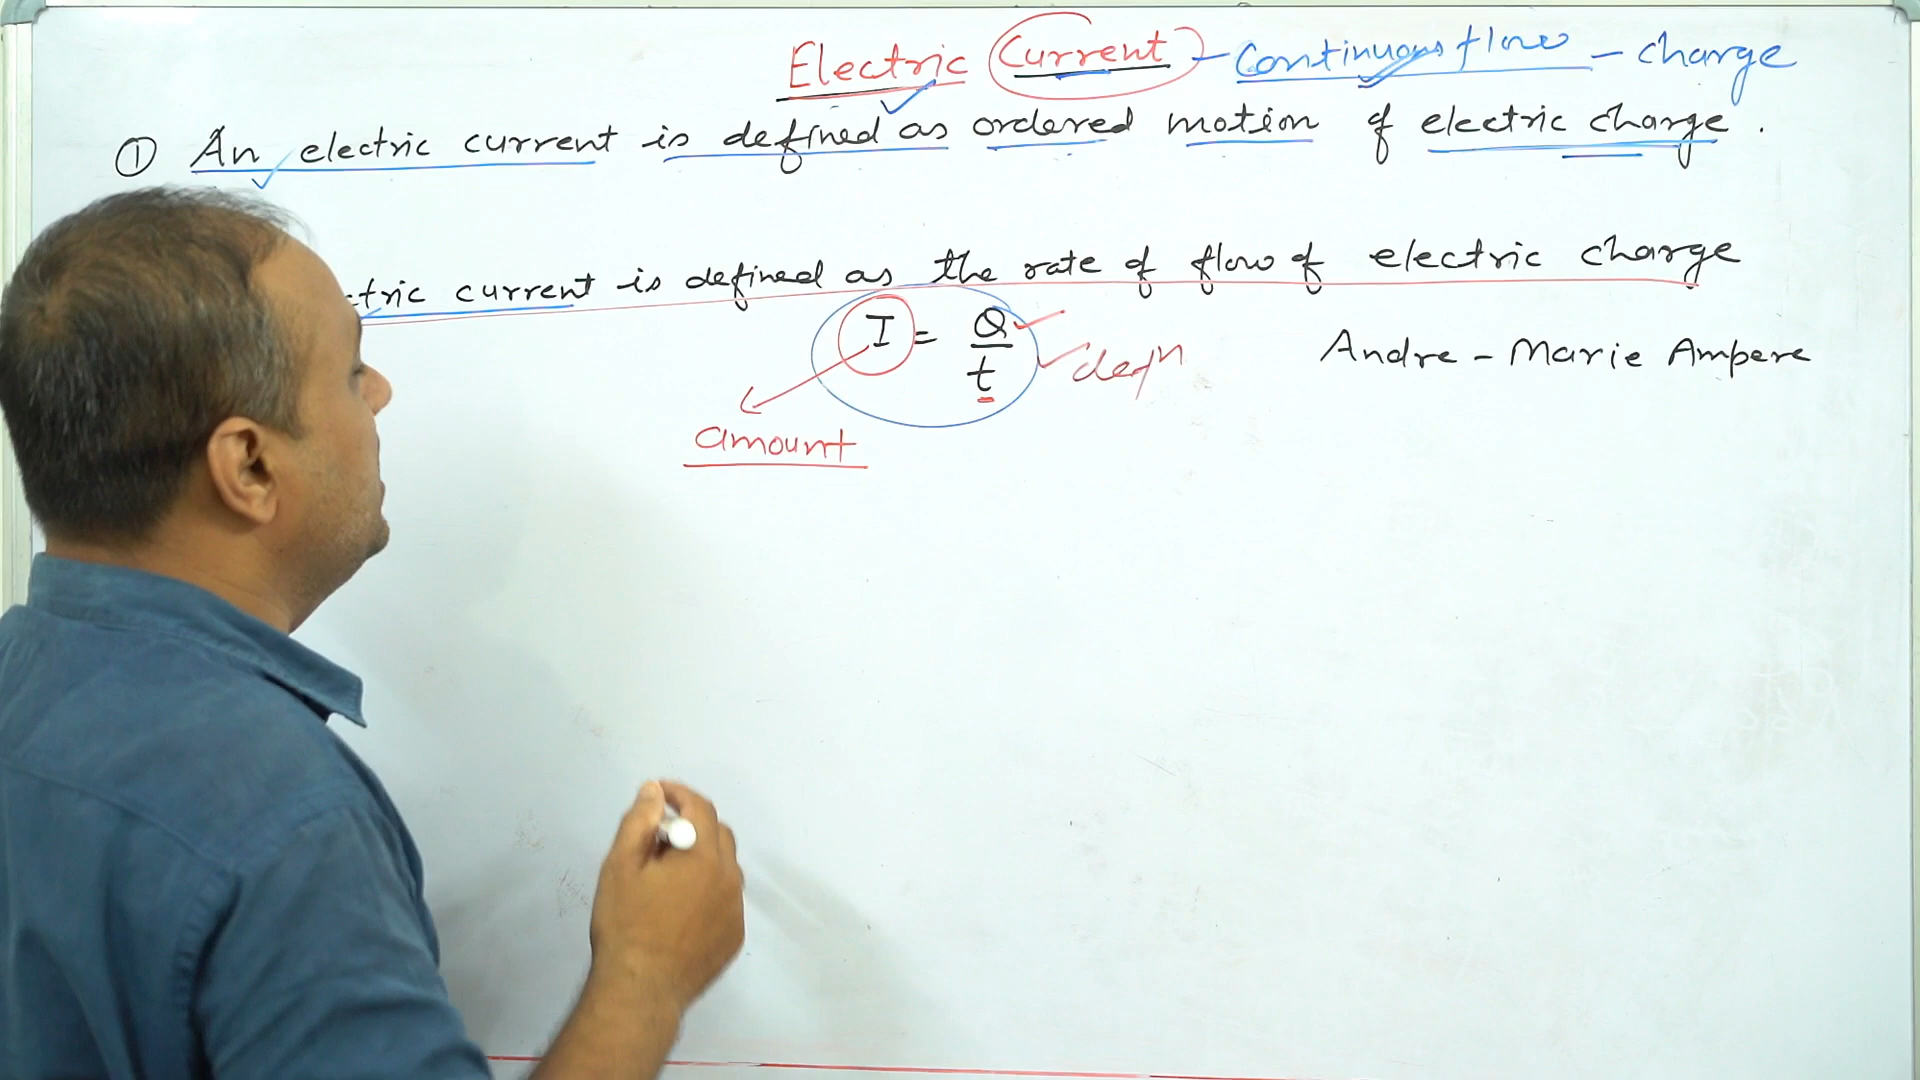 Electric Current - Continuous flow - charge
① An electric current is defined as ordered motion of electric charge.
tric current is defined as the rate of flow of electric charge
I = Q/t
defn
Andre - Marie Ampere
amount